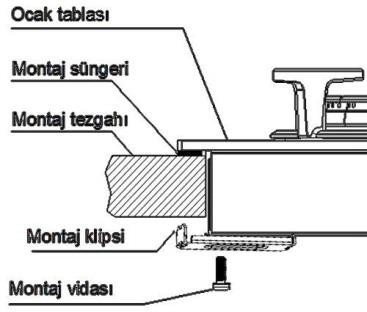 Ocak tablası
Montaj süngeri
Montaj tezgahı
Montaj klipsi
Montaj vidası